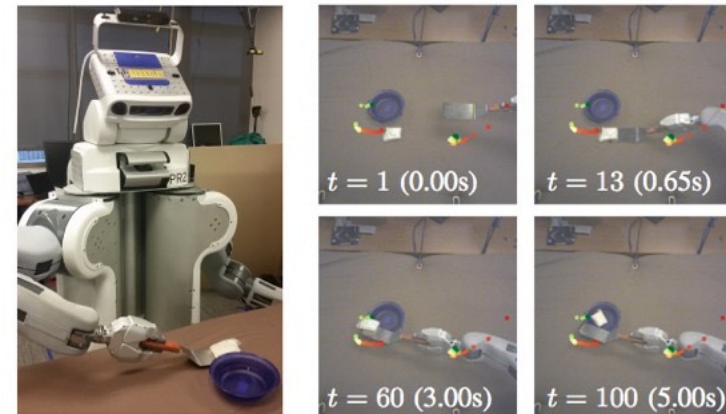 PR2
t = 1 (0.00s)
t = 13 (0.65s)
t = 60 (3.00s)
t = 100 (5.00s)